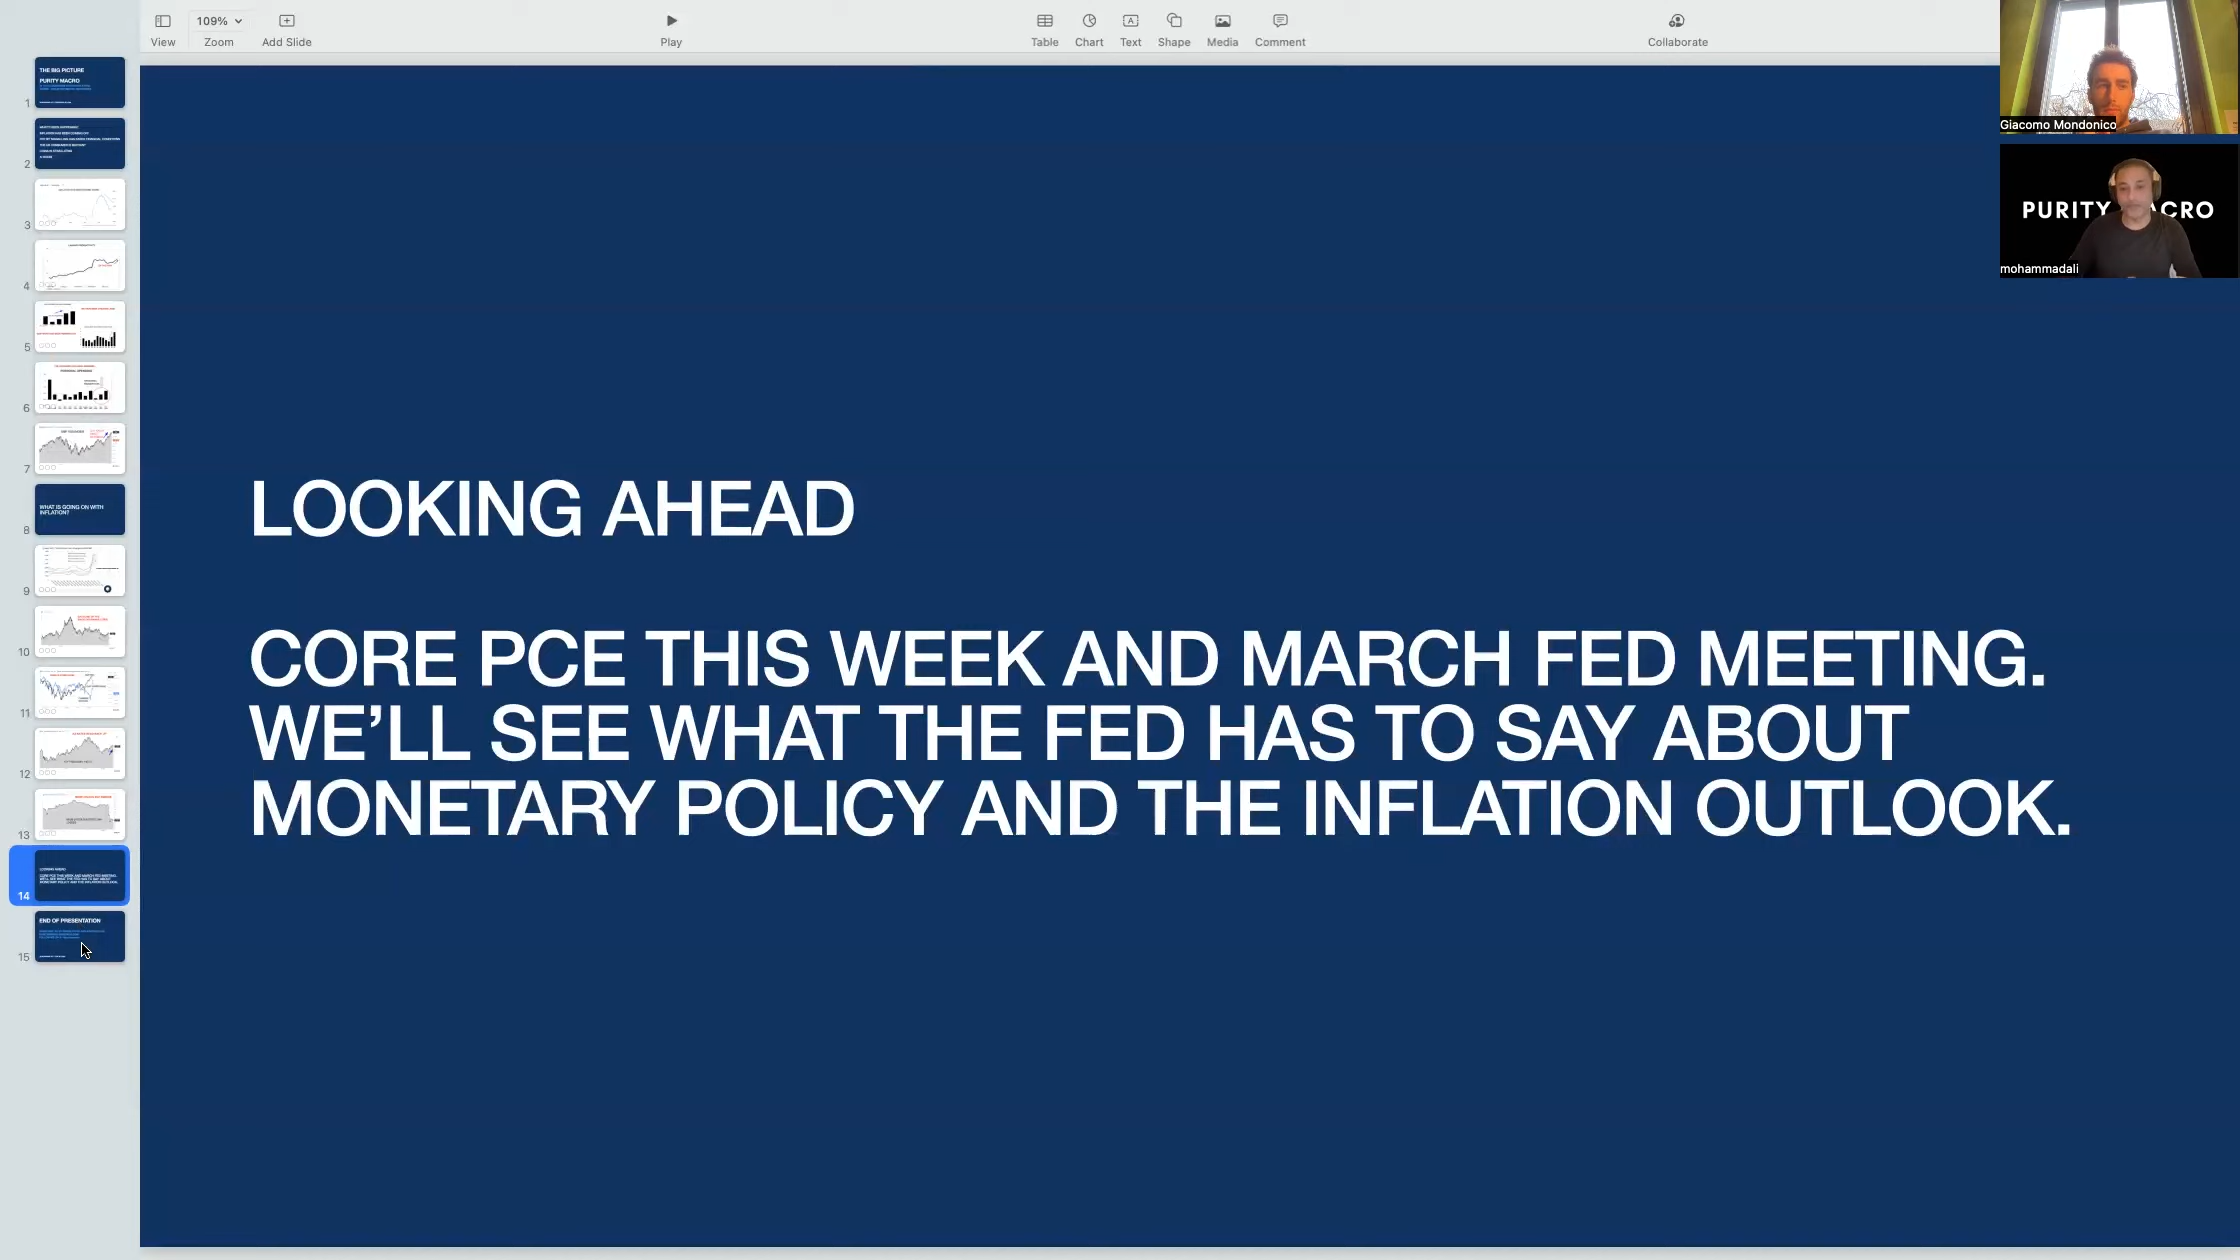 109%
View
Zoom
Add Slide
Play
Table
Chart
Text
Shape
Media
Comment
Collaborate
Giacomo Mondonico
PURITY MACRO
mohammadali
THE BIG PICTURE
PURITY MACRO
1
2
3
4
5
6
7
WHAT IS GOING ON WITH
INFLATION?
8
9
10
11
12
13
14
END OF PRESENTATION
15
LOOKING AHEAD
CORE PCE THIS WEEK AND MARCH FED MEETING.
WE’LL SEE WHAT THE FED HAS TO SAY ABOUT
MONETARY POLICY AND THE INFLATION OUTLOOK.